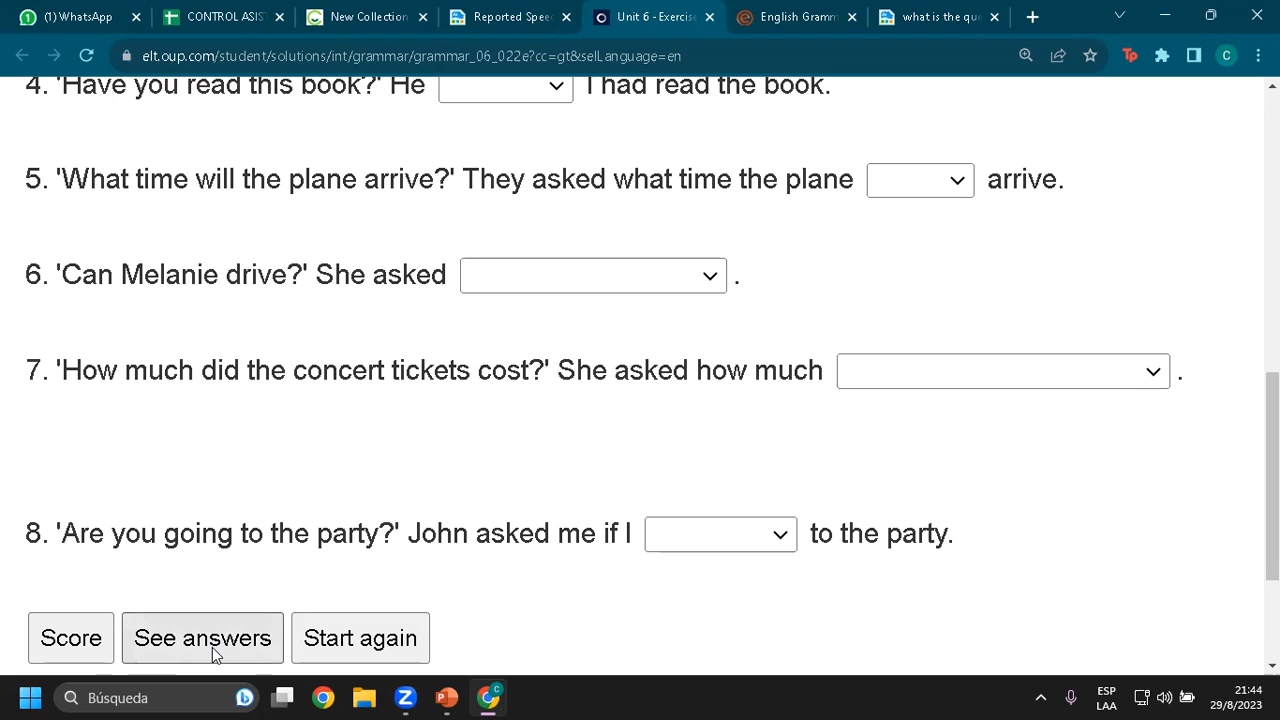 (1) WhatsApp
CONTROL ASIS
New Collection
Reported Spee
Unit 6 - Exercise
English Gramm
what is the que
elt.oup.com/student/solutions/int/grammar/grammar_06_022e?cc=gt&selLanguage=en
4. 'Have you read this book?' He I had read the book.
5. 'What time will the plane arrive?' They asked what time the plane arrive.
6. 'Can Melanie drive?' She asked .
7. 'How much did the concert tickets cost?' She asked how much .
8. 'Are you going to the party?' John asked me if I to the party.
Score See answers Start again
Búsqueda
ESP
LAA
21:44
29/8/2023